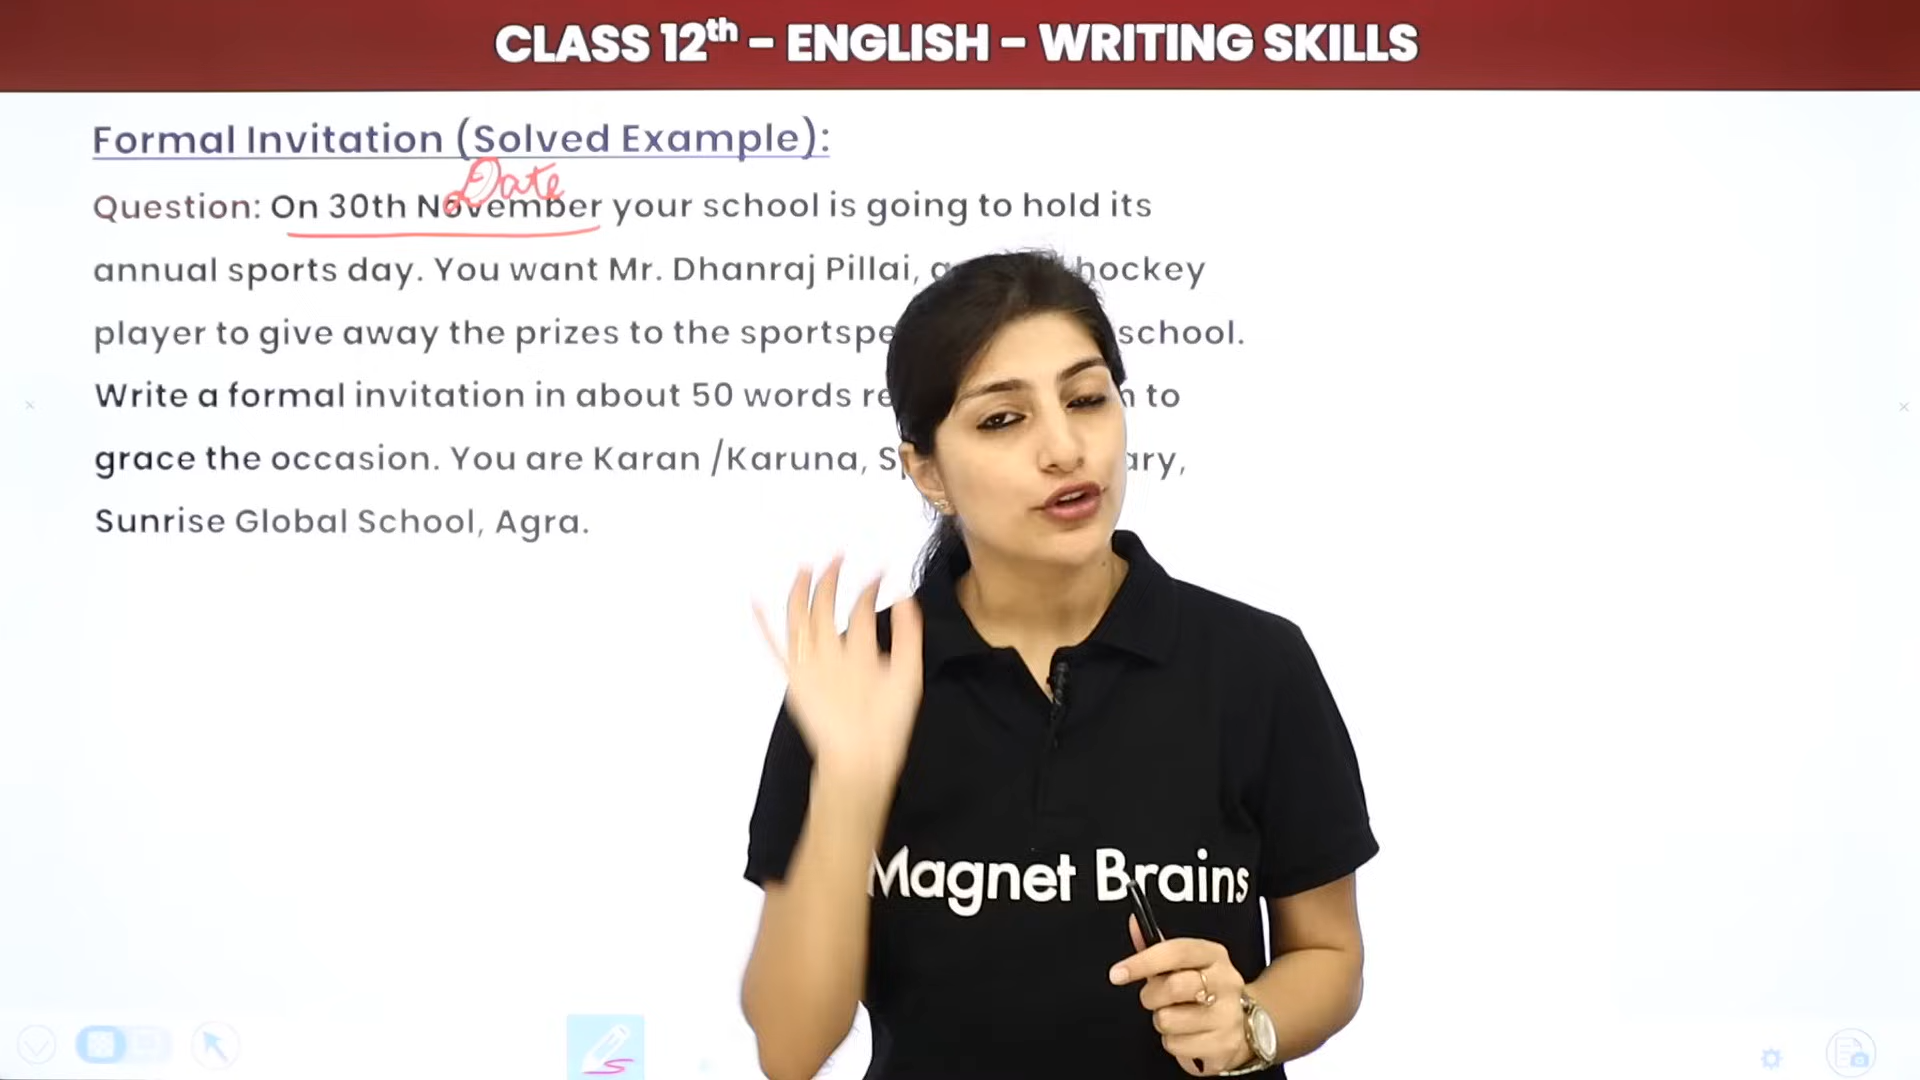 CLASS 12th - ENGLISH - WRITING SKILLS
Formal Invitation (Solved Example):
Date
Question: On 30th November your school is going to hold its
annual sports day. You want Mr. Dhanraj Pillai, hockey
player to give away the prizes to the school.
Write a formal invitation in about 50 words to
grace the occasion. You are Karan /Karuna,
Sunrise Global School, Agra.
Magnet Brains